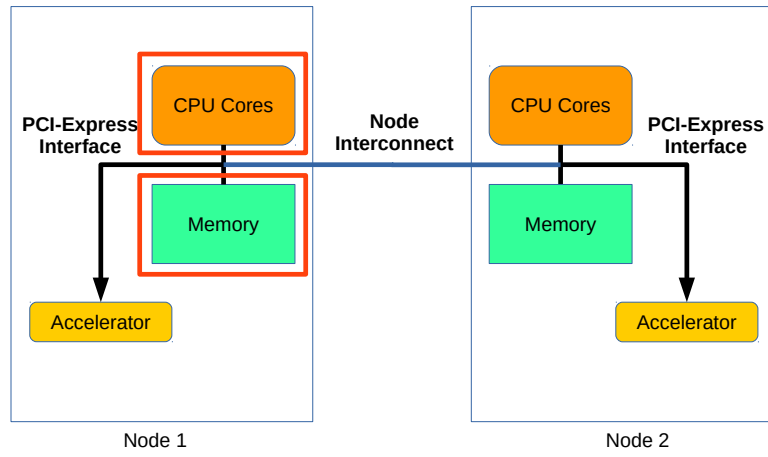 CPU Cores
PCI-Express
Interface
Memory
Accelerator
Node 1
Node
Interconnect
CPU Cores
PCI-Express
Interface
Memory
Accelerator
Node 2